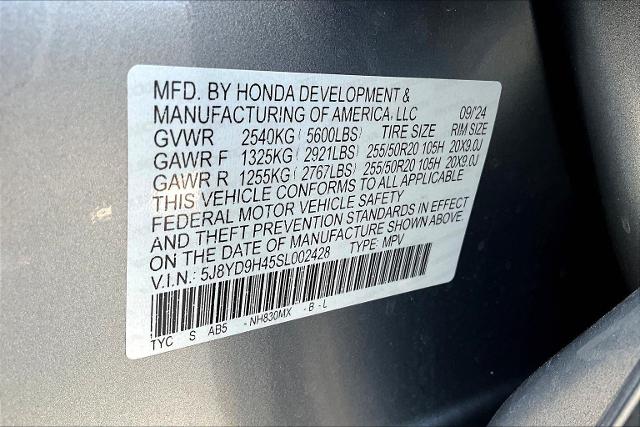 MFD. BY HONDA DEVELOPMENT &
MANUFACTURING OF AMERICA, LLC 09/'24
GVWR 2540KG ( 5600LBS ) TIRE SIZE RIM SIZE
GAWR F 1325KG ( 2921LBS ) 255/50R20 105H 20X9.0J
GAWR R 1255KG ( 2767LBS ) 255/50R20 105H 20X9.0J
THIS VEHICLE CONFORMS TO ALL APPLICABLE
FEDERAL MOTOR VEHICLE SAFETY
AND THEFT PREVENTION STANDARDS IN EFFECT
ON THE DATE OF MANUFACTURE SHOWN ABOVE.
V.I.N.: 5J8YD9H45SL002428 TYPE: MPV
TYC S AB5 - NH830MX - B - L